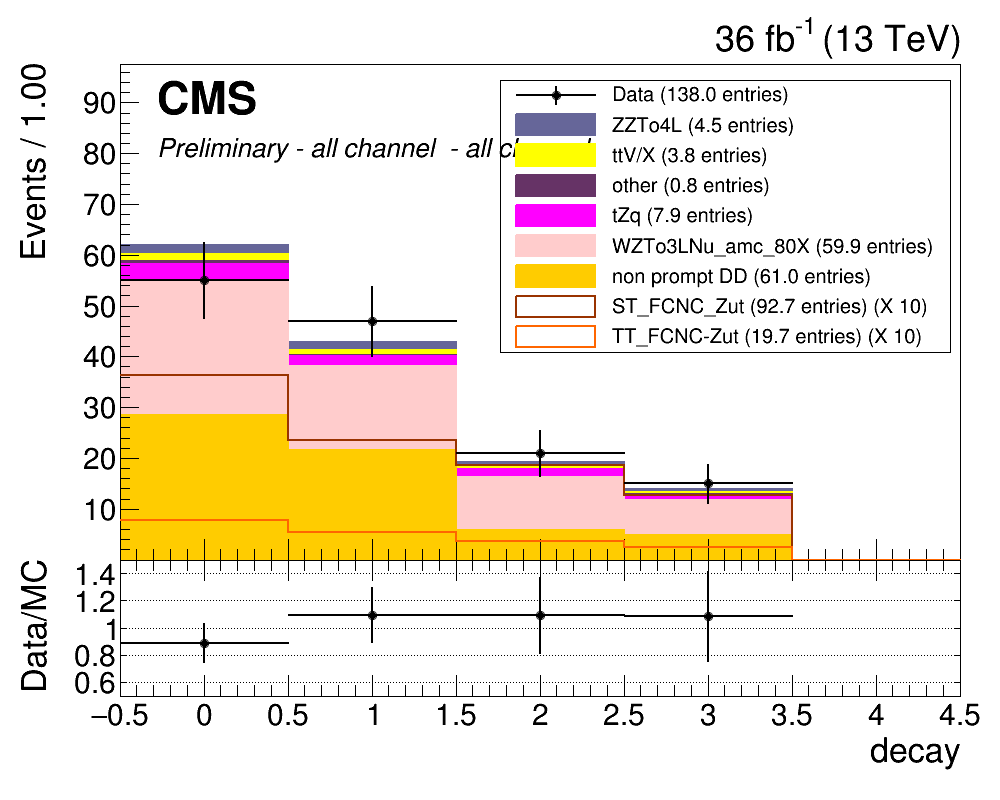 36 fb-1 (13 TeV)
Events / 1.00
CMS
Preliminary - all channel - all c
Data (138.0 entries)
ZZTo4L (4.5 entries)
ttV/X (3.8 entries)
other (0.8 entries)
tZq (7.9 entries)
WZTo3LNu_amc_80X (59.9 entries)
non prompt DD (61.0 entries)
ST_FCNC_Zut (92.7 entries) (X 10)
TT_FCNC-Zut (19.7 entries) (X 10)
90
80
70
60
50
40
30
20
10
Data/MC
1.4
1.2
1
0.8
0.6
−0.5 0 0.5 1 1.5 2 2.5 3 3.5 4 4.5
decay